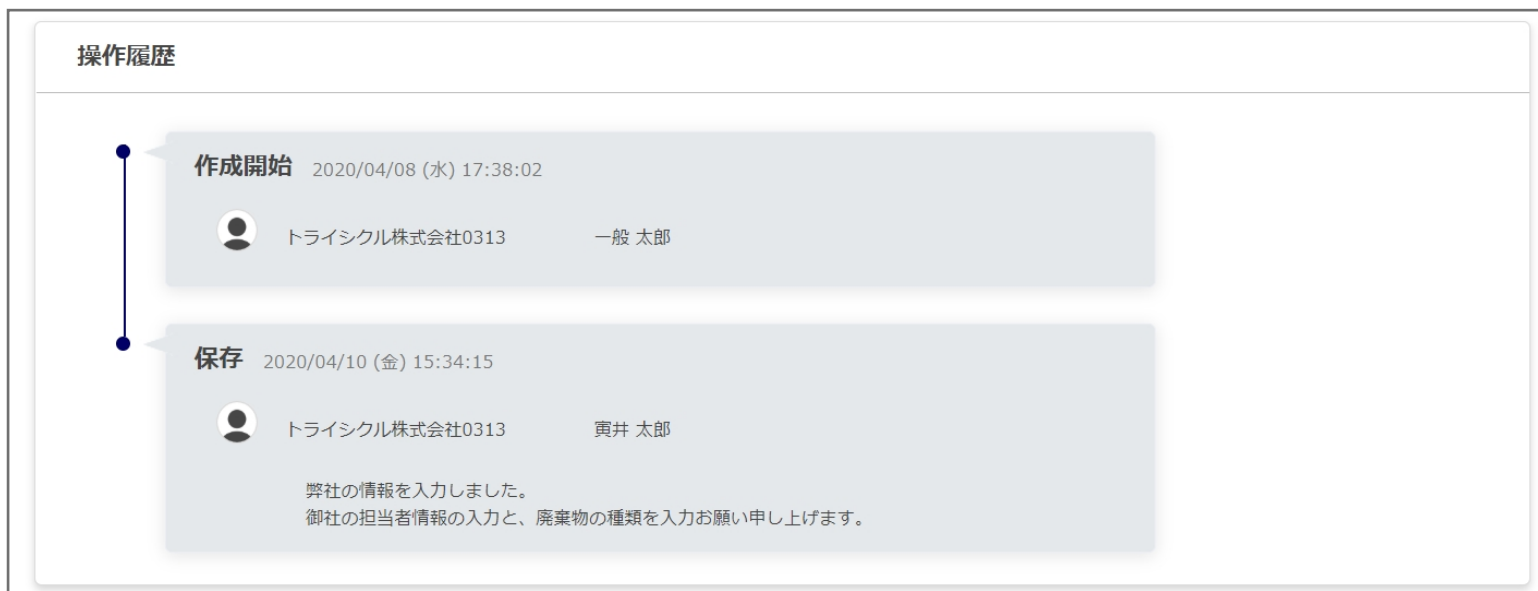 操作履歴
作成開始 2020/04/08 (水) 17:38:02
トライシクル株式会社0313 一般 太郎
保存 2020/04/10 (金) 15:34:15
トライシクル株式会社0313 寅井 太郎
弊社の情報を入力しました。
御社の担当者情報の入力と、廃棄物の種類を入力お願い申し上げます。